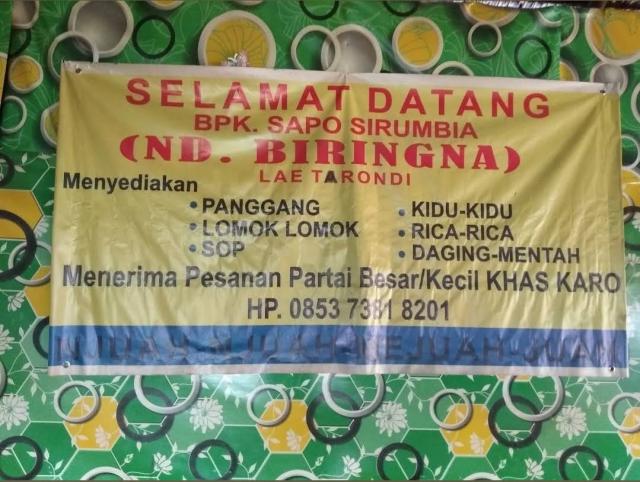 SELAMAT DATANG
BPK. SAPO SIRUMBIA
(ND. BIRINGNA)
LAE TARONDI
Menyediakan
• PANGGANG
• LOMOK LOMOK
• SOP
• KIDU-KIDU
• RICA-RICA
• DAGING-MENTAH
Menerima Pesanan Partai Besar/Kecil KHAS KARO
HP. 0853 7381 8201